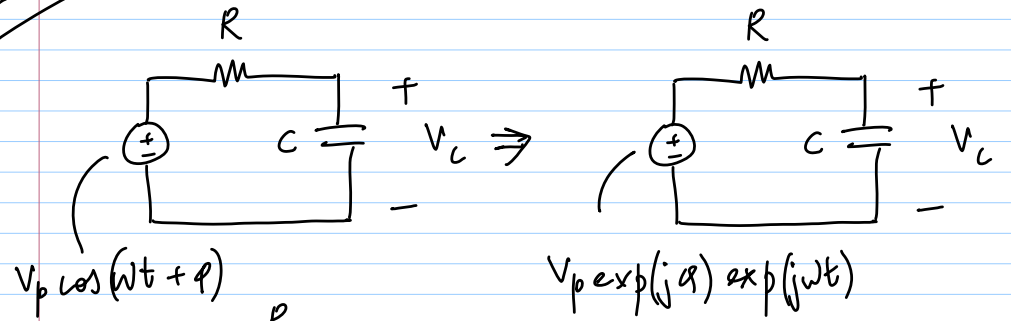 R R
+ +
C V_c ⇒ C V_c
− −
V_p cos(ωt + φ) V_p exp(jφ) exp(jωt)